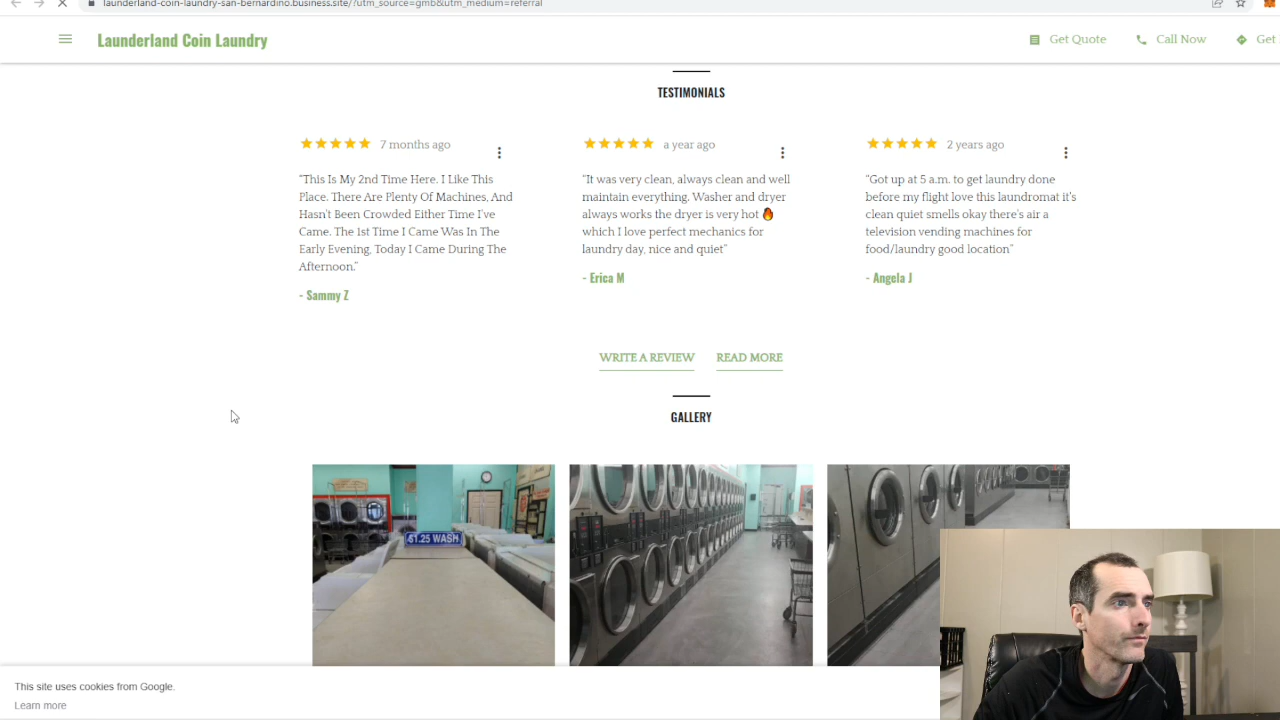 launderland-coin-laundry-san-bernardino.business.site/?utm_source=gmb&utm_medium=referral
Launderland Coin Laundry
Get Quote
Call Now
Get
TESTIMONIALS
7 months ago
"This Is My 2nd Time Here. I Like This
Place. There Are Plenty Of Machines, And
Hasn't Been Crowded Either Time I've
Came. The 1st Time I Came Was In The
Early Evening, Today I Came During The
Afternoon."
- Sammy Z
a year ago
"It was very clean, always clean and well
maintain everything. Washer and dryer
always works the dryer is very hot 🔥
which I love perfect mechanics for
laundry day, nice and quiet"
- Erica M
2 years ago
"Got up at 5 a.m. to get laundry done
before my flight love this laundromat it's
clean quiet smells okay there's air a
television vending machines for
food/laundry good location"
- Angela J
WRITE A REVIEW
READ MORE
GALLERY
$1.25 WASH
This site uses cookies from Google.
Learn more